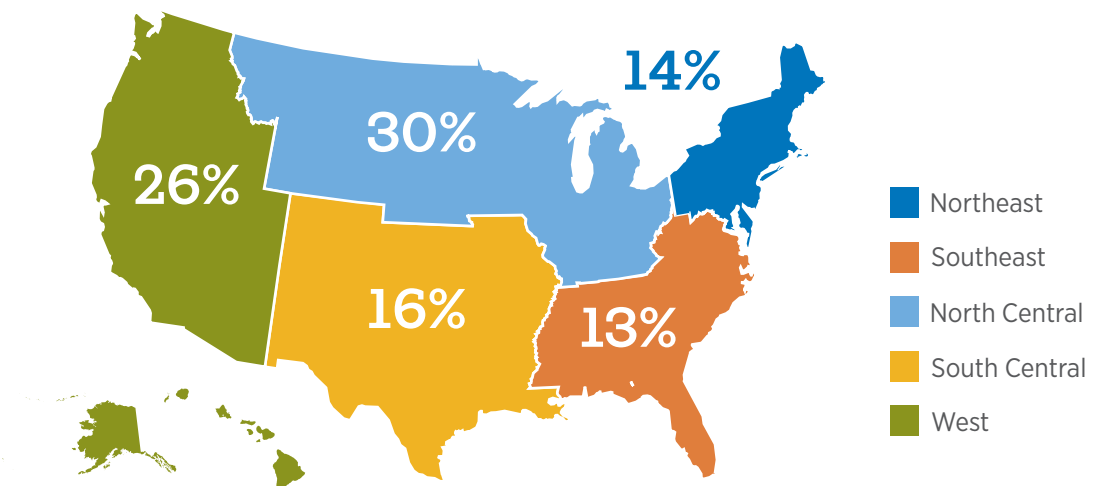 14%
30%
26%
16%
13%
Northeast
Southeast
North Central
South Central
West